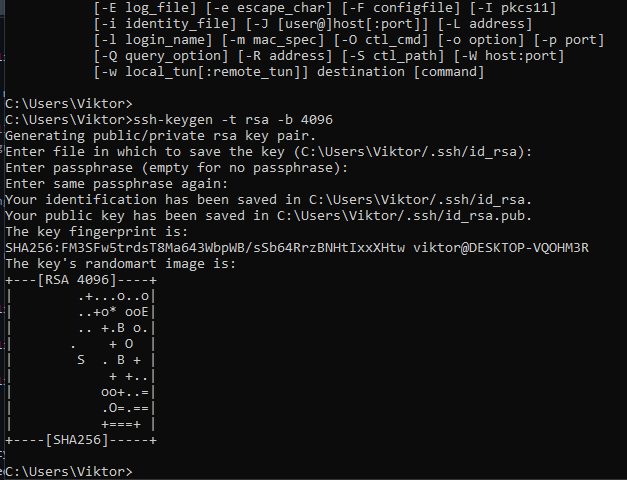 [-E log_file] [-e escape_char] [-F configfile] [-I pkcs11]
[-i identity_file] [-J [user@]host[:port]] [-L address]
[-l login_name] [-m mac_spec] [-O ctl_cmd] [-o option] [-p port]
[-Q query_option] [-R address] [-S ctl_path] [-W host:port]
[-w local_tun[:remote_tun]] destination [command]
C:\Users\Viktor>
C:\Users\Viktor>ssh-keygen -t rsa -b 4096
Generating public/private rsa key pair.
Enter file in which to save the key (C:\Users\Viktor/.ssh/id_rsa):
Enter passphrase (empty for no passphrase):
Enter same passphrase again:
Your identification has been saved in C:\Users\Viktor/.ssh/id_rsa.
Your public key has been saved in C:\Users\Viktor/.ssh/id_rsa.pub.
The key fingerprint is:
SHA256:FM3SFw5trdsT8Ma643WbpWB/sSb64RrzBNHtIxxXHtw viktor@DESKTOP-VQOHM3R
The key's randomart image is:
+---[RSA 4096]----+
|        .+...o..o|
|        ..+o* ooE|
|        .. +.B o.|
|       .    + O  |
|        S  . B + |
|            + +..|
|           oo+..=|
|           .O=.==|
|           +===+ |
+----[SHA256]-----+
C:\Users\Viktor>